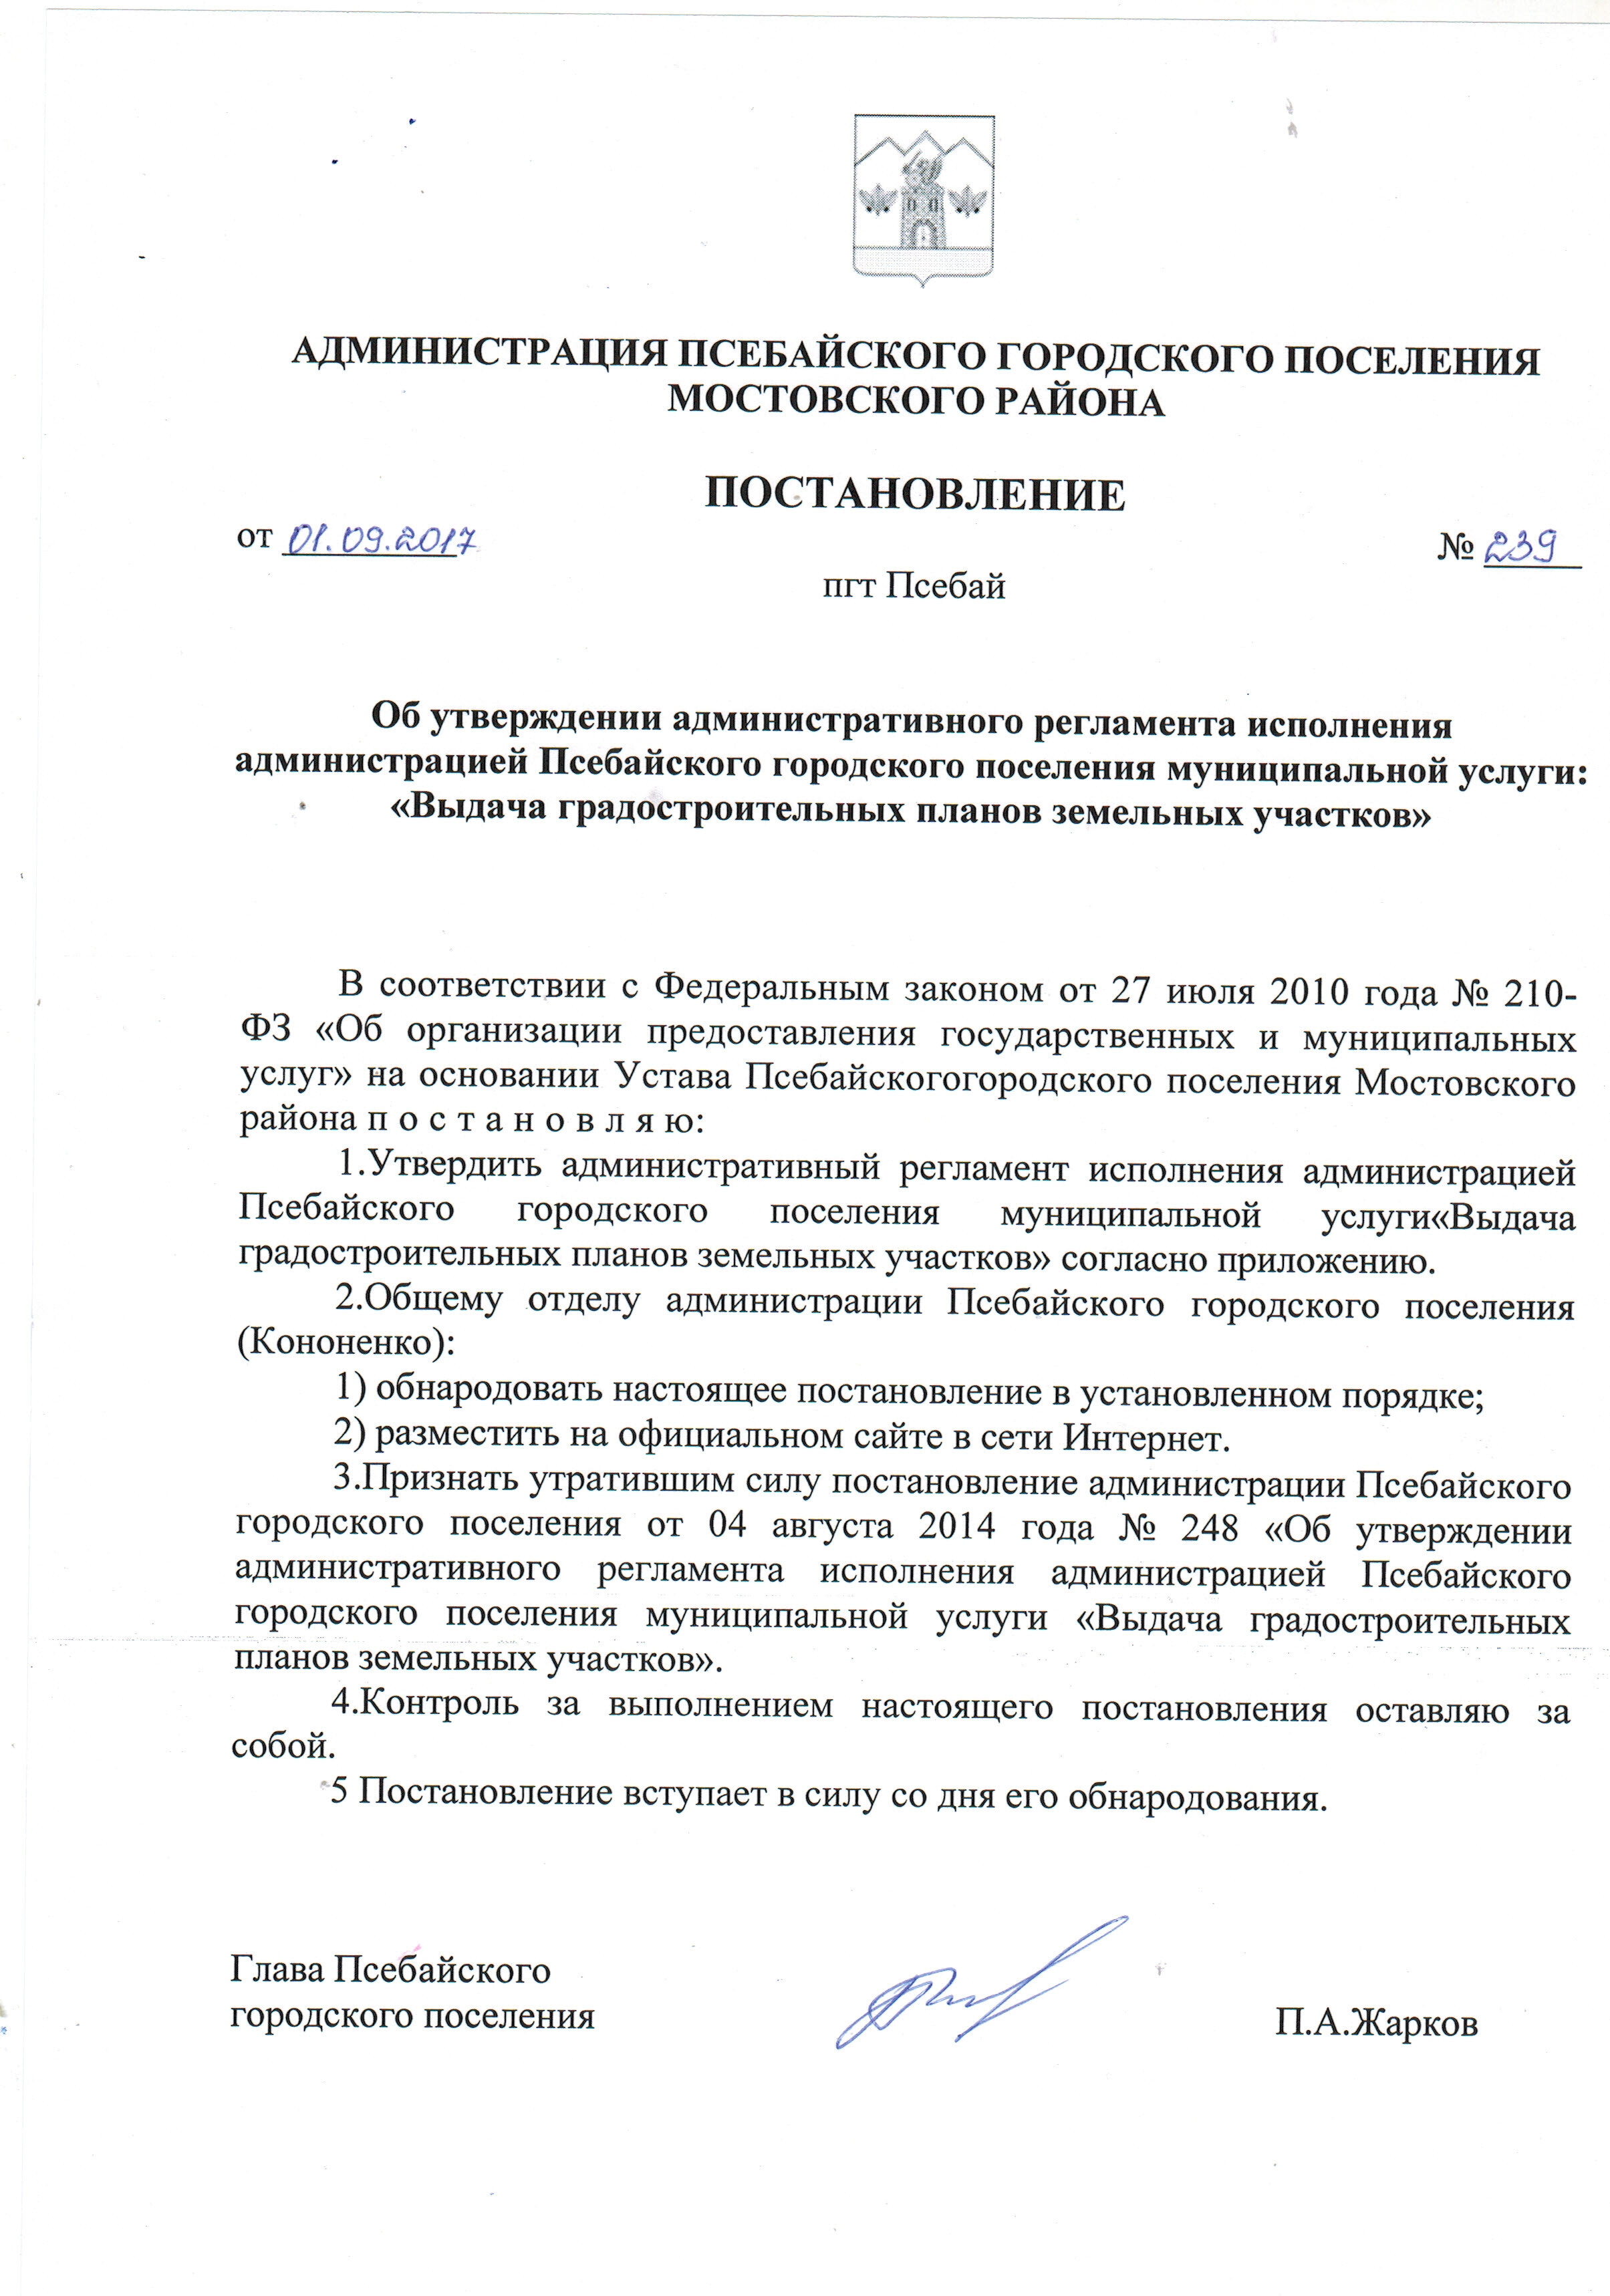 АДМИНИСТРАЦИЯ ПСЕБАЙСКОГО ГОРОДСКОГО ПОСЕЛЕНИЯ
МОСТОВСКОГО РАЙОНА
ПОСТАНОВЛЕНИЕ
от 01.09.2017 № 239
пгт Псебай
Об утверждении административного регламента исполнения
администрацией Псебайского городского поселения муниципальной услуги:
«Выдача градостроительных планов земельных участков»
В соответствии с Федеральным законом от 27 июля 2010 года № 210-
ФЗ «Об организации предоставления государственных и муниципальных
услуг» на основании Устава Псебайскогогородского поселения Мостовского
района п о с т а н о в л я ю:
1.Утвердить административный регламент исполнения администрацией
Псебайского городского поселения муниципальной услуги«Выдача
градостроительных планов земельных участков» согласно приложению.
2.Общему отделу администрации Псебайского городского поселения
(Кононенко):
1) обнародовать настоящее постановление в установленном порядке;
2) разместить на официальном сайте в сети Интернет.
3.Признать утратившим силу постановление администрации Псебайского
городского поселения от 04 августа 2014 года № 248 «Об утверждении
административного регламента исполнения администрацией Псебайского
городского поселения муниципальной услуги «Выдача градостроительных
планов земельных участков».
4.Контроль за выполнением настоящего постановления оставляю за
собой.
5 Постановление вступает в силу со дня его обнародования.
Глава Псебайского
городского поселения П.А.Жарков